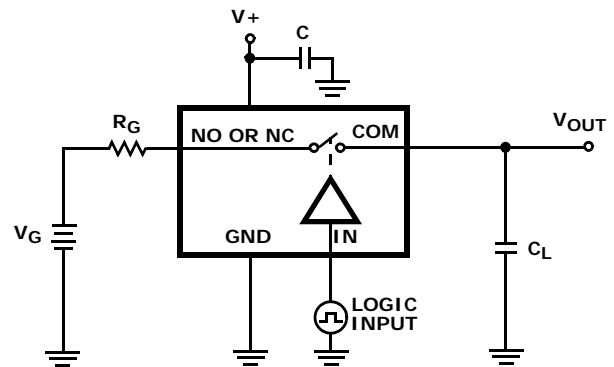 V+
C
RG
NO OR NC
COM
VOUT
VG
GND
IN
CL
LOGIC
INPUT